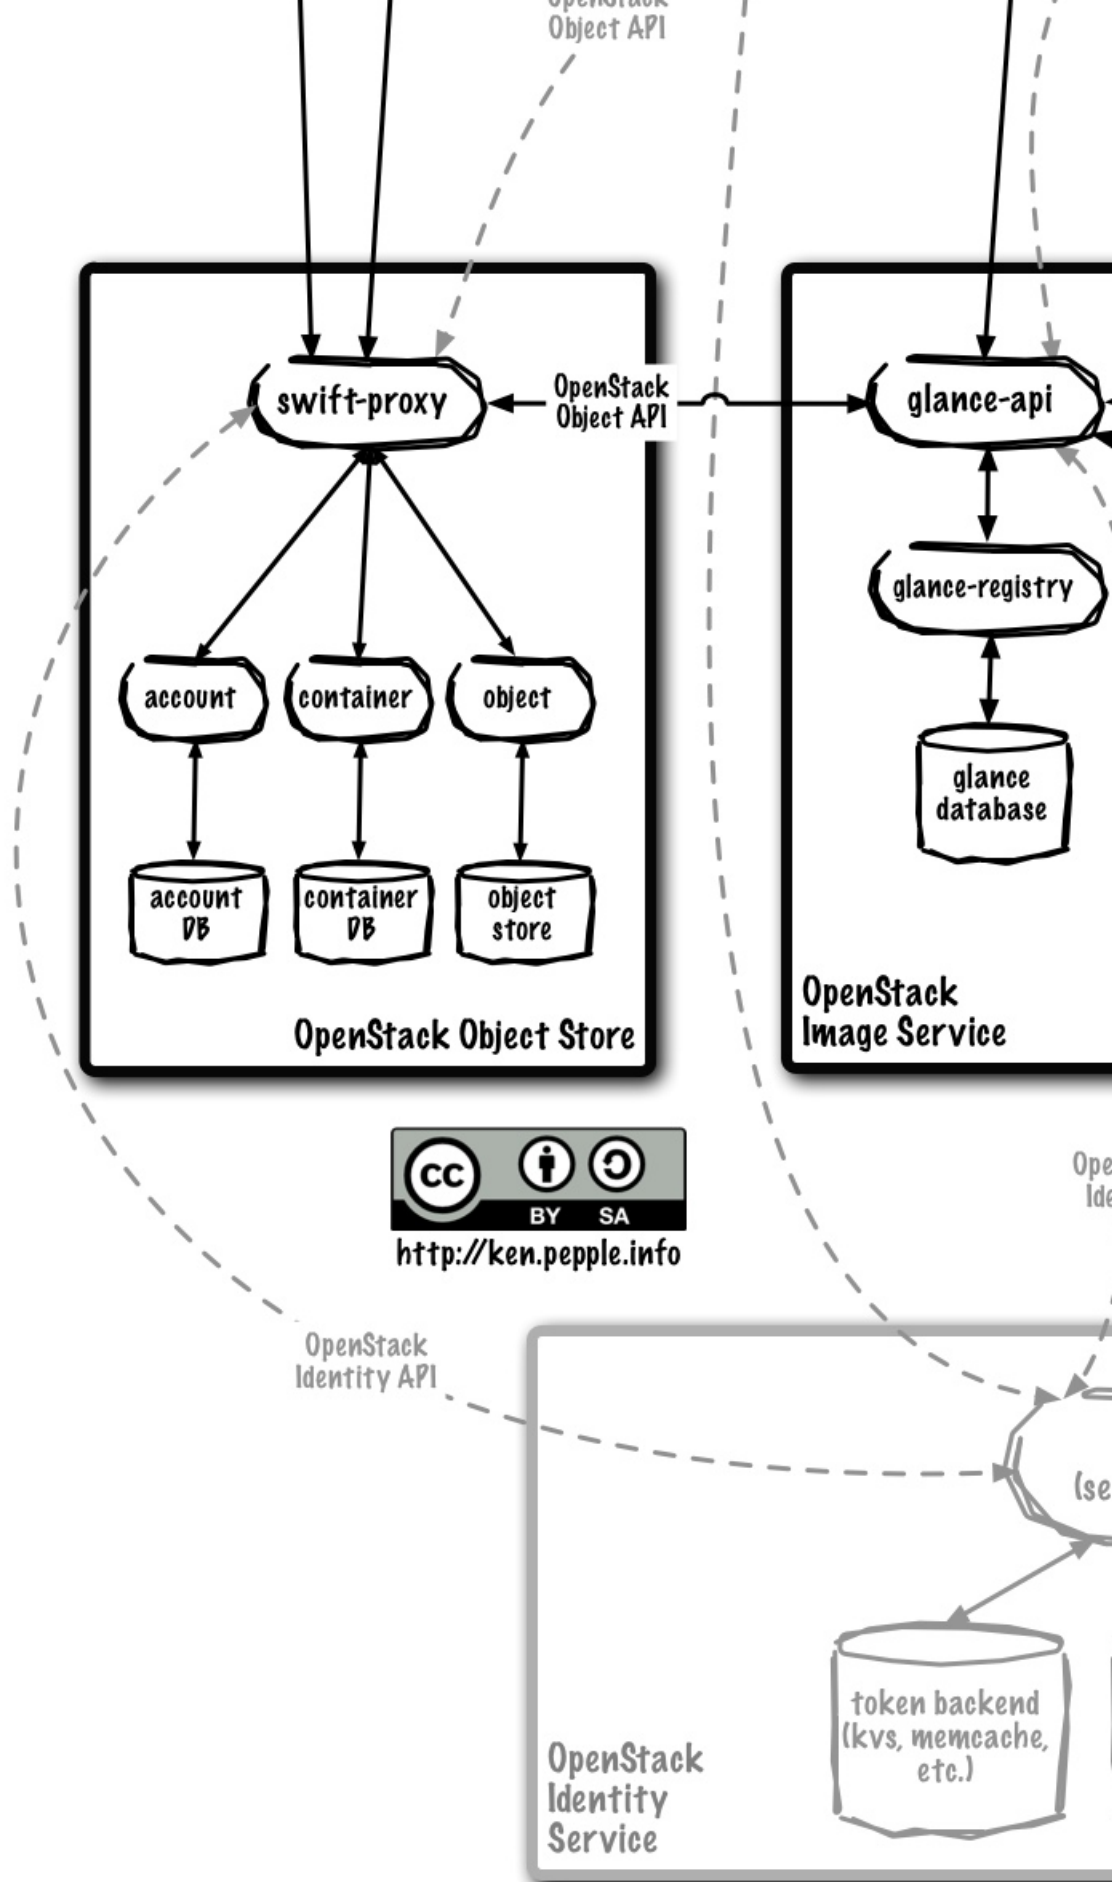 Object API
swift-proxy
OpenStack
Object API
glance-api
glance-registry
account
container
object
glance
database
account
DB
container
DB
object
store
OpenStack
Image Service
OpenStack Object Store
CC
BY SA
http://ken.pepple.info
OpenStack
Identity API
token backend
(kvs, memcache,
etc.)
OpenStack
Identity
Service